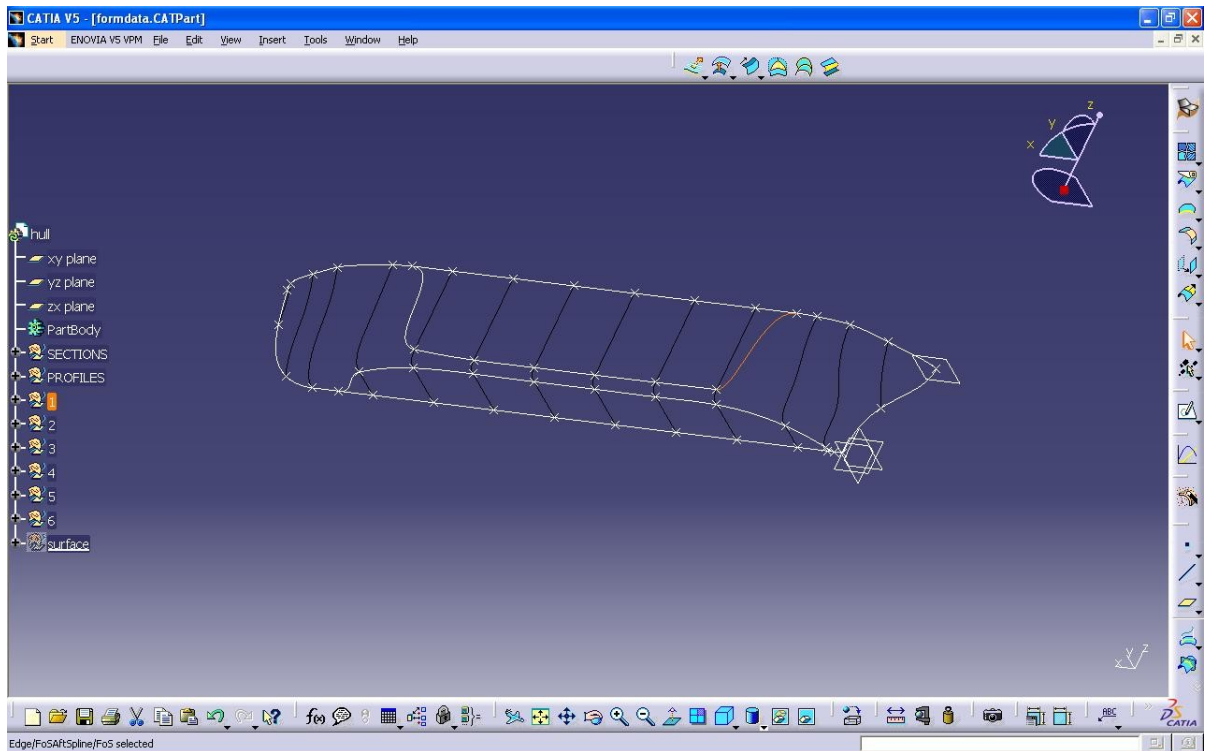 CATIA V5 - [formdata.CATPart]
Start ENOVIA V5 VPM File Edit View Insert Tools Window Help
z
y
x
hull
xy plane
yz plane
zx plane
PartBody
SECTIONS
PROFILES
1
2
3
4
5
6
surface
y z
x
f(x)
ABC
CATIA
Edge/FoSAftSpline/FoS selected